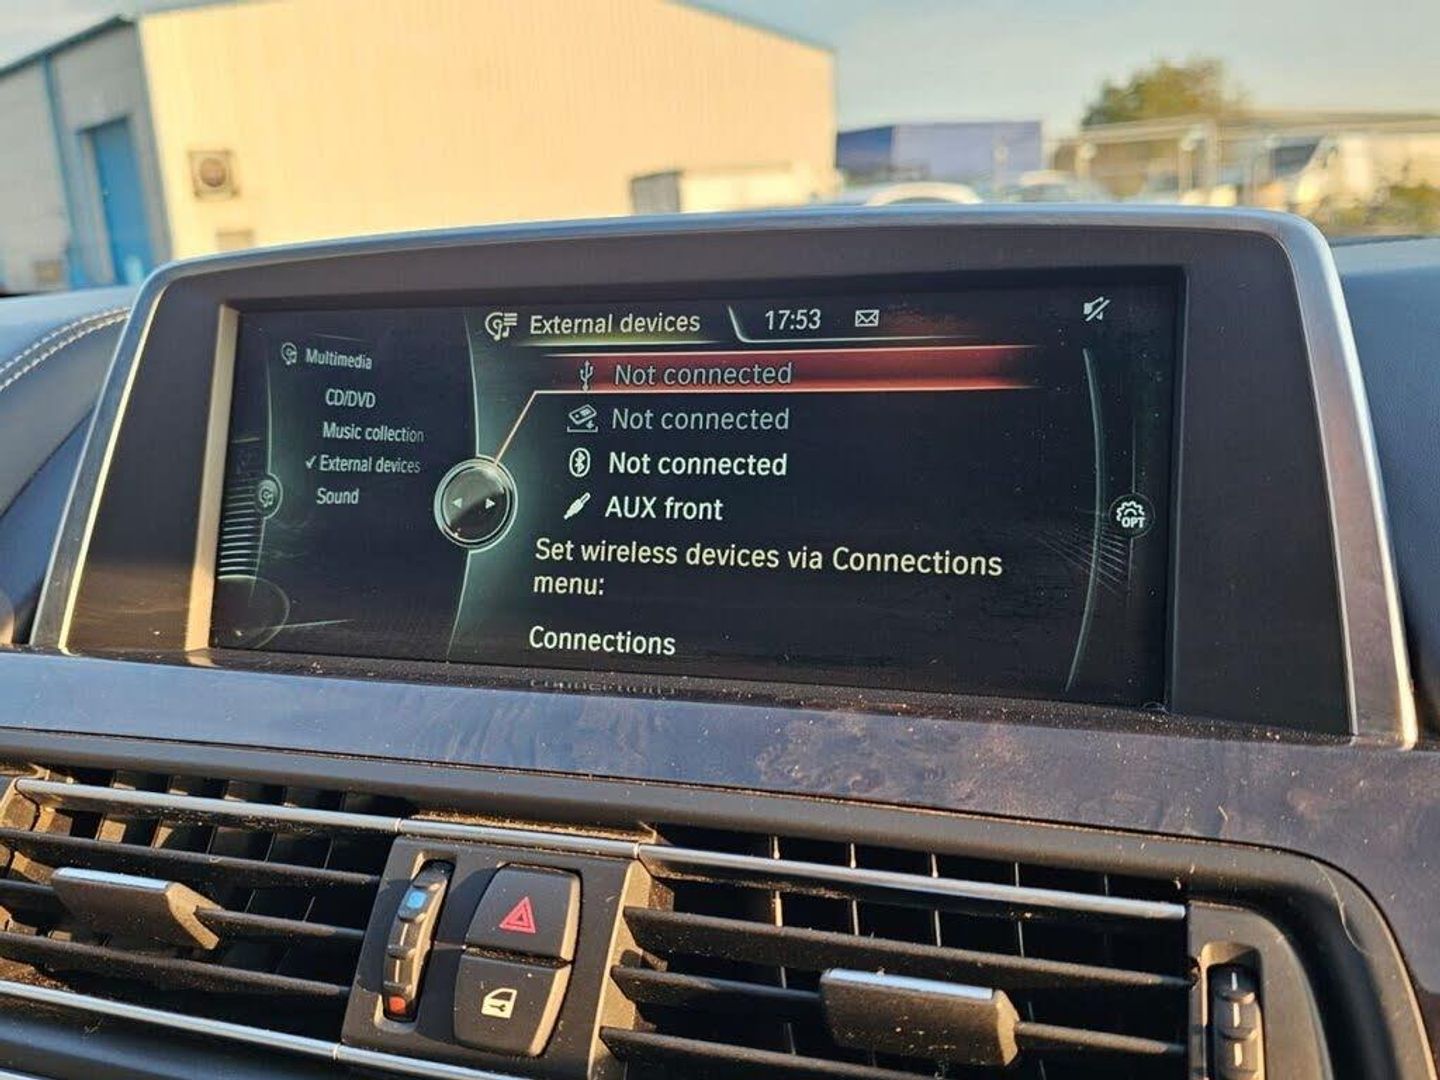 External devices 17:53
Multimedia
CD/DVD
Music collection
✓ External devices
Sound
Not connected
Not connected
Not connected
AUX front
Set wireless devices via Connections
menu:
Connections
OPT